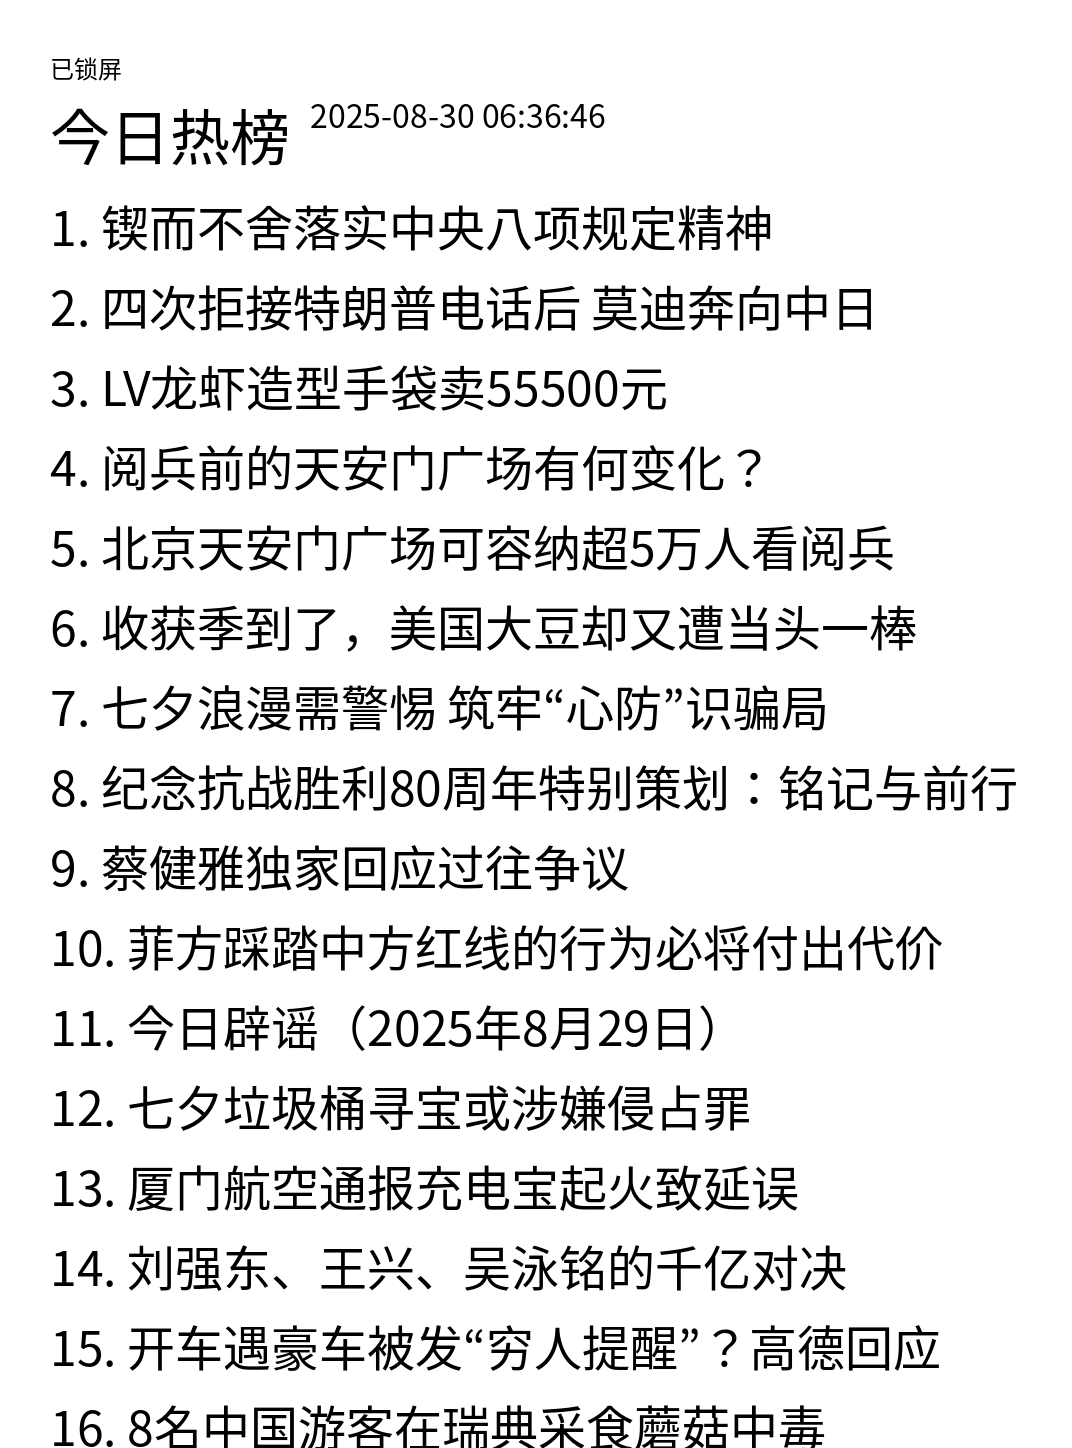 已锁屏
今日热榜 2025-08-30 06:36:46
1. 锲而不舍落实中央八项规定精神
2. 四次拒接特朗普电话后 莫迪奔向中日
3. LV龙虾造型手袋卖55500元
4. 阅兵前的天安门广场有何变化？
5. 北京天安门广场可容纳超5万人看阅兵
6. 收获季到了，美国大豆却又遭当头一棒
7. 七夕浪漫需警惕 筑牢“心防”识骗局
8. 纪念抗战胜利80周年特别策划：铭记与前行
9. 蔡健雅独家回应过往争议
10. 菲方踩踏中方红线的行为必将付出代价
11. 今日辟谣（2025年8月29日）
12. 七夕垃圾桶寻宝或涉嫌侵占罪
13. 厦门航空通报充电宝起火致延误
14. 刘强东、王兴、吴泳铭的千亿对决
15. 开车遇豪车被发“穷人提醒”？高德回应
16. 8名中国游客在瑞典采食蘑菇中毒